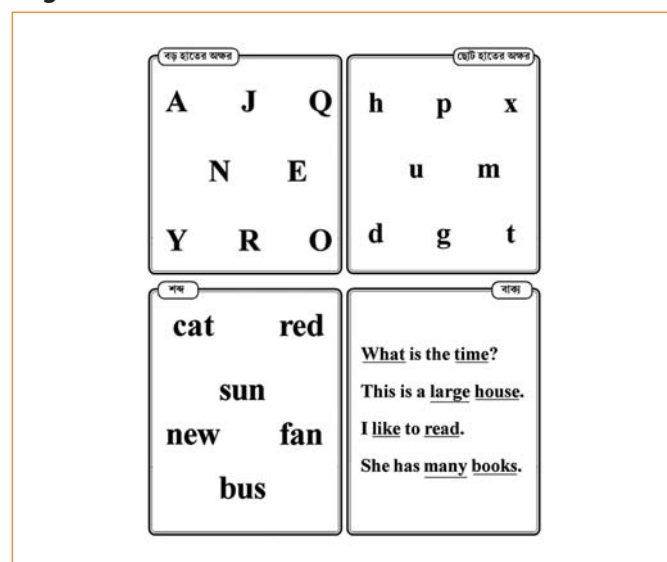 বড় হাতের অক্ষর
A J Q
N E
Y R O
ছোট হাতের অক্ষর
h p x
u m
d g t
শব্দ
cat red
sun
new fan
bus
বাক্য
What is the time?
This is a large house.
I like to read.
She has many books.